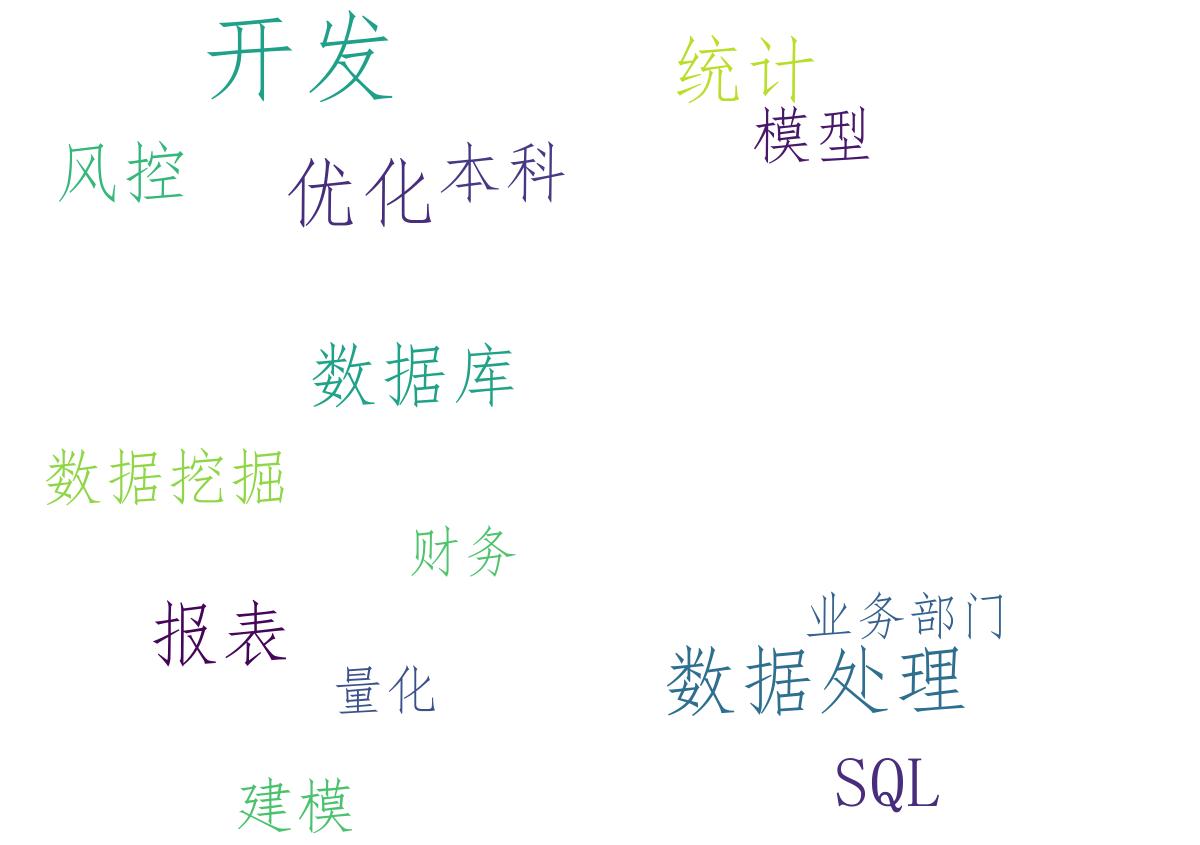 开发
统计
模型
风控
优化
本科
数据库
数据挖掘
财务
业务部门
报表
数据处理
量化
SQL
建模